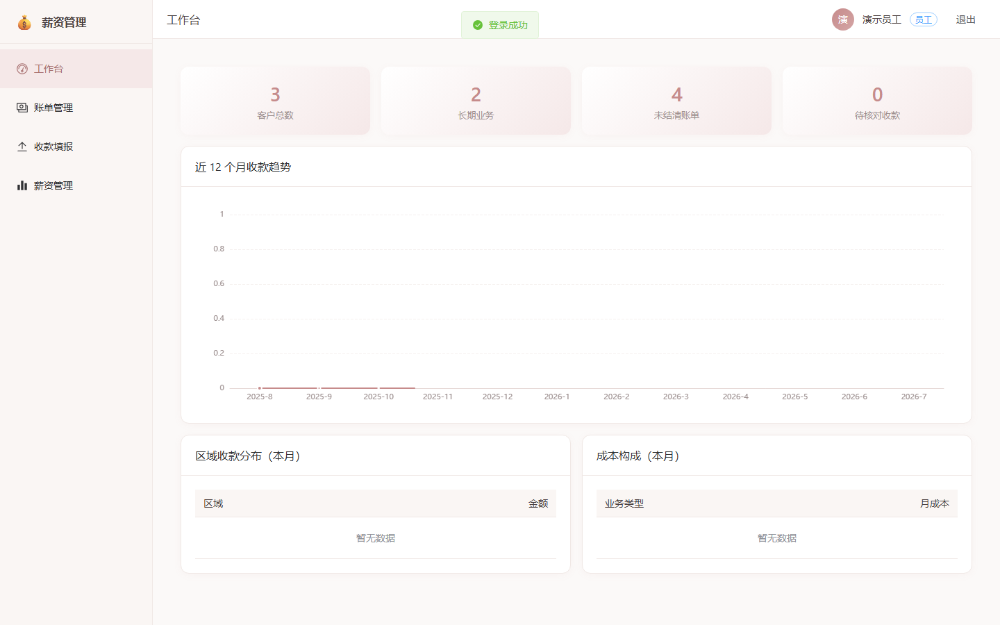 薪资管理
工作台
登录成功
演 演示员工 员工 退出
工作台
账单管理
收款填报
薪资管理
3
客户总数
2
长期业务
4
未结清账单
0
待核对收款
近 12 个月收款趋势
1
0.8
0.6
0.4
0.2
0
2025-8 2025-9 2025-10 2025-11 2025-12 2026-1 2026-2 2026-3 2026-4 2026-5 2026-6 2026-7
区域收款分布（本月）
区域 金额
暂无数据
成本构成（本月）
业务类型 月成本
暂无数据